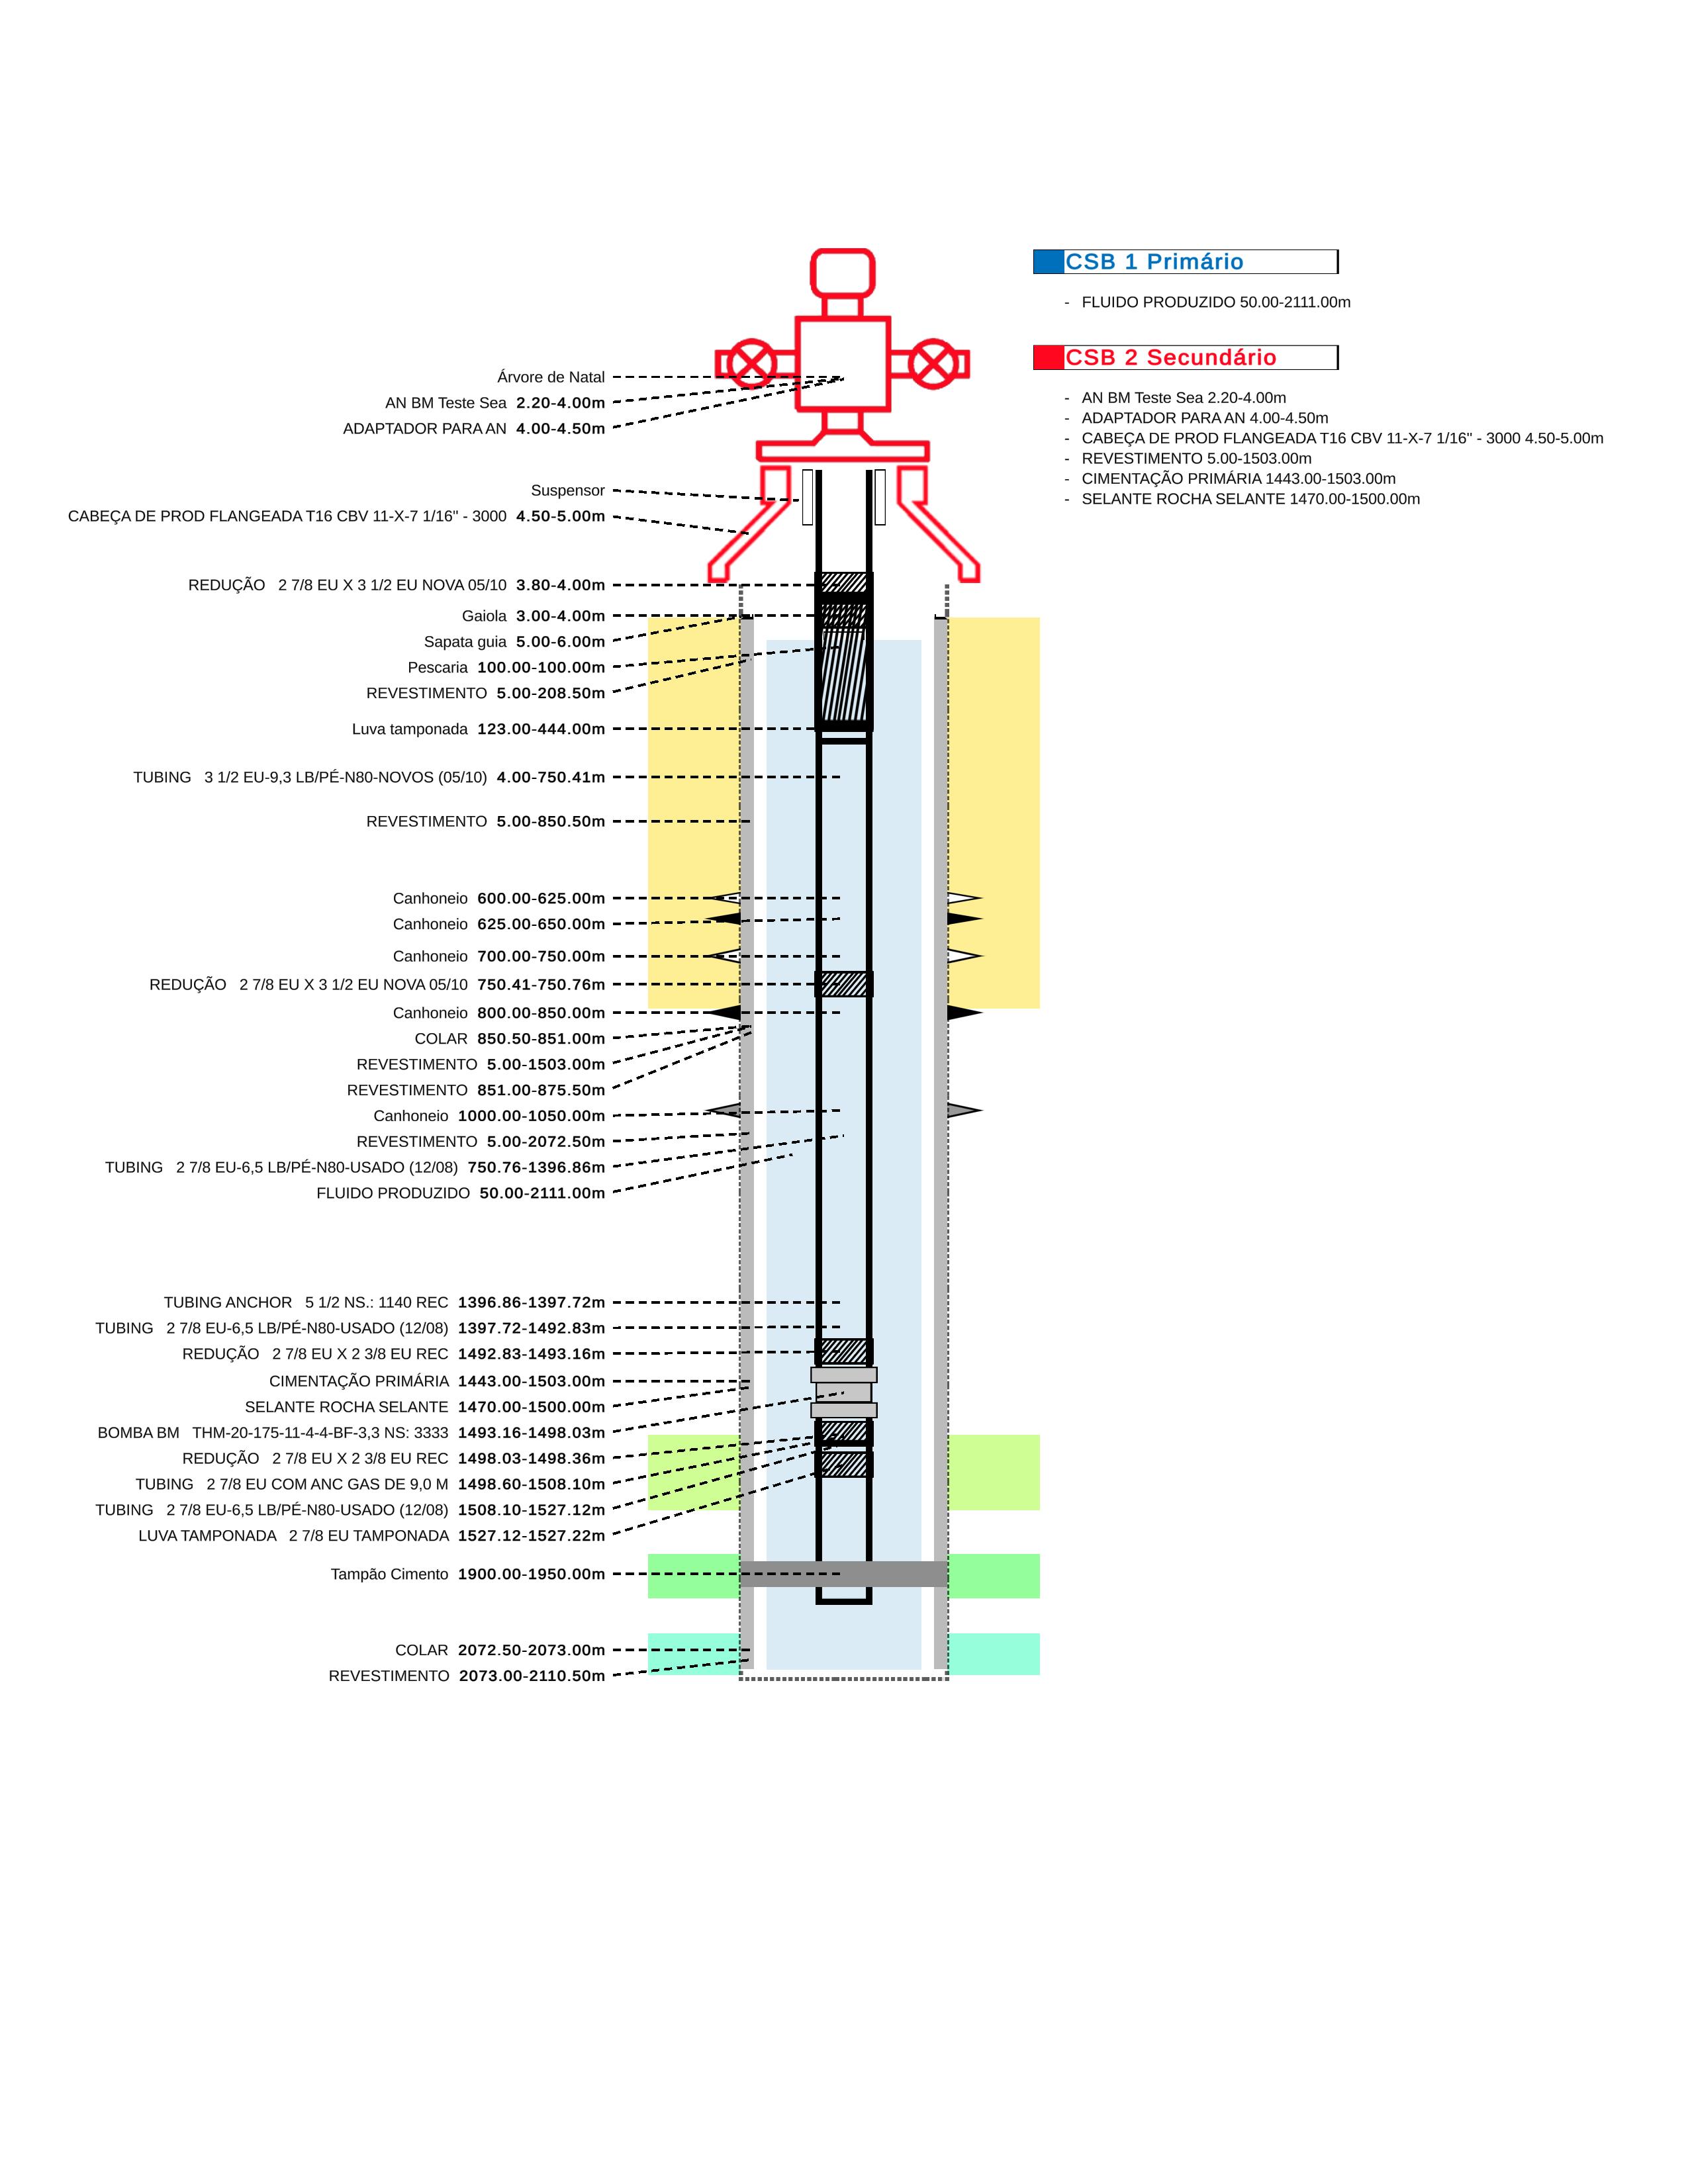 Árvore de Natal
AN BM Teste Sea 2.20-4.00m
ADAPTADOR PARA AN 4.00-4.50m
Suspensor
CABEÇA DE PROD FLANGEADA T16 CBV 11-X-7 1/16" - 3000 4.50-5.00m
REDUÇÃO 2 7/8 EU X 3 1/2 EU NOVA 05/10 3.80-4.00m
Gaiola 3.00-4.00m
Sapata guia 5.00-6.00m
Pescaria 100.00-100.00m
REVESTIMENTO 5.00-208.50m
Luva tamponada 123.00-444.00m
TUBING 3 1/2 EU-9,3 LB/PÉ-N80-NOVOS (05/10) 4.00-750.41m
REVESTIMENTO 5.00-850.50m
Canhoneio 600.00-625.00m
Canhoneio 625.00-650.00m
Canhoneio 700.00-750.00m
REDUÇÃO 2 7/8 EU X 3 1/2 EU NOVA 05/10 750.41-750.76m
Canhoneio 800.00-850.00m
COLAR 850.50-851.00m
REVESTIMENTO 5.00-1503.00m
REVESTIMENTO 851.00-875.50m
Canhoneio 1000.00-1050.00m
REVESTIMENTO 5.00-2072.50m
TUBING 2 7/8 EU-6,5 LB/PÉ-N80-USADO (12/08) 750.76-1396.86m
FLUIDO PRODUZIDO 50.00-2111.00m
TUBING ANCHOR 5 1/2 NS.: 1140 REC 1396.86-1397.72m
TUBING 2 7/8 EU-6,5 LB/PÉ-N80-USADO (12/08) 1397.72-1492.83m
REDUÇÃO 2 7/8 EU X 2 3/8 EU REC 1492.83-1493.16m
CIMENTAÇÃO PRIMÁRIA 1443.00-1503.00m
SELANTE ROCHA SELANTE 1470.00-1500.00m
BOMBA BM THM-20-175-11-4-4-BF-3,3 NS: 3333 1493.16-1498.03m
REDUÇÃO 2 7/8 EU X 2 3/8 EU REC 1498.03-1498.36m
TUBING 2 7/8 EU COM ANC GAS DE 9,0 M 1498.60-1508.10m
TUBING 2 7/8 EU-6,5 LB/PÉ-N80-USADO (12/08) 1508.10-1527.12m
LUVA TAMPONADA 2 7/8 EU TAMPONADA 1527.12-1527.22m
Tampão Cimento 1900.00-1950.00m
COLAR 2072.50-2073.00m
REVESTIMENTO 2073.00-2110.50m
CSB 1 Primário
- FLUIDO PRODUZIDO 50.00-2111.00m
CSB 2 Secundário
- AN BM Teste Sea 2.20-4.00m
- ADAPTADOR PARA AN 4.00-4.50m
- CABEÇA DE PROD FLANGEADA T16 CBV 11-X-7 1/16" - 3000 4.50-5.00m
- REVESTIMENTO 5.00-1503.00m
- CIMENTAÇÃO PRIMÁRIA 1443.00-1503.00m
- SELANTE ROCHA SELANTE 1470.00-1500.00m